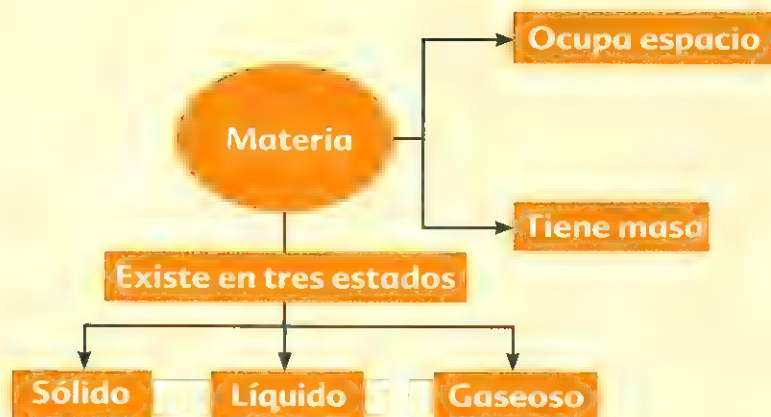 Ocupa espacio
Materia
Tiene masa
Existe en tres estados
Sólido
Líquido
Gaseoso